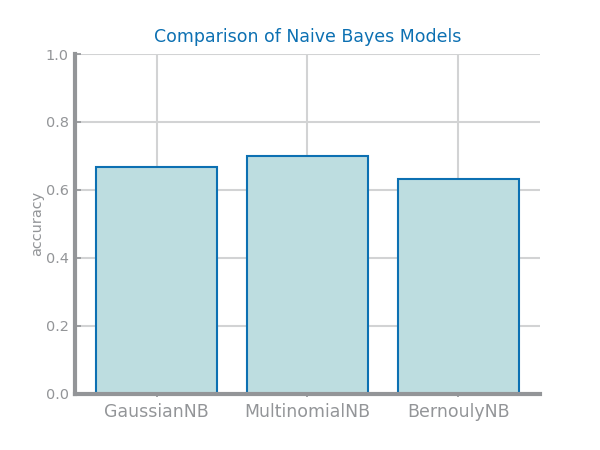 Comparison of Naive Bayes Models
1.0
0.8
0.6
0.4
0.2
0.0
accuracy
GaussianNB
MultinomialNB
BernoulyNB